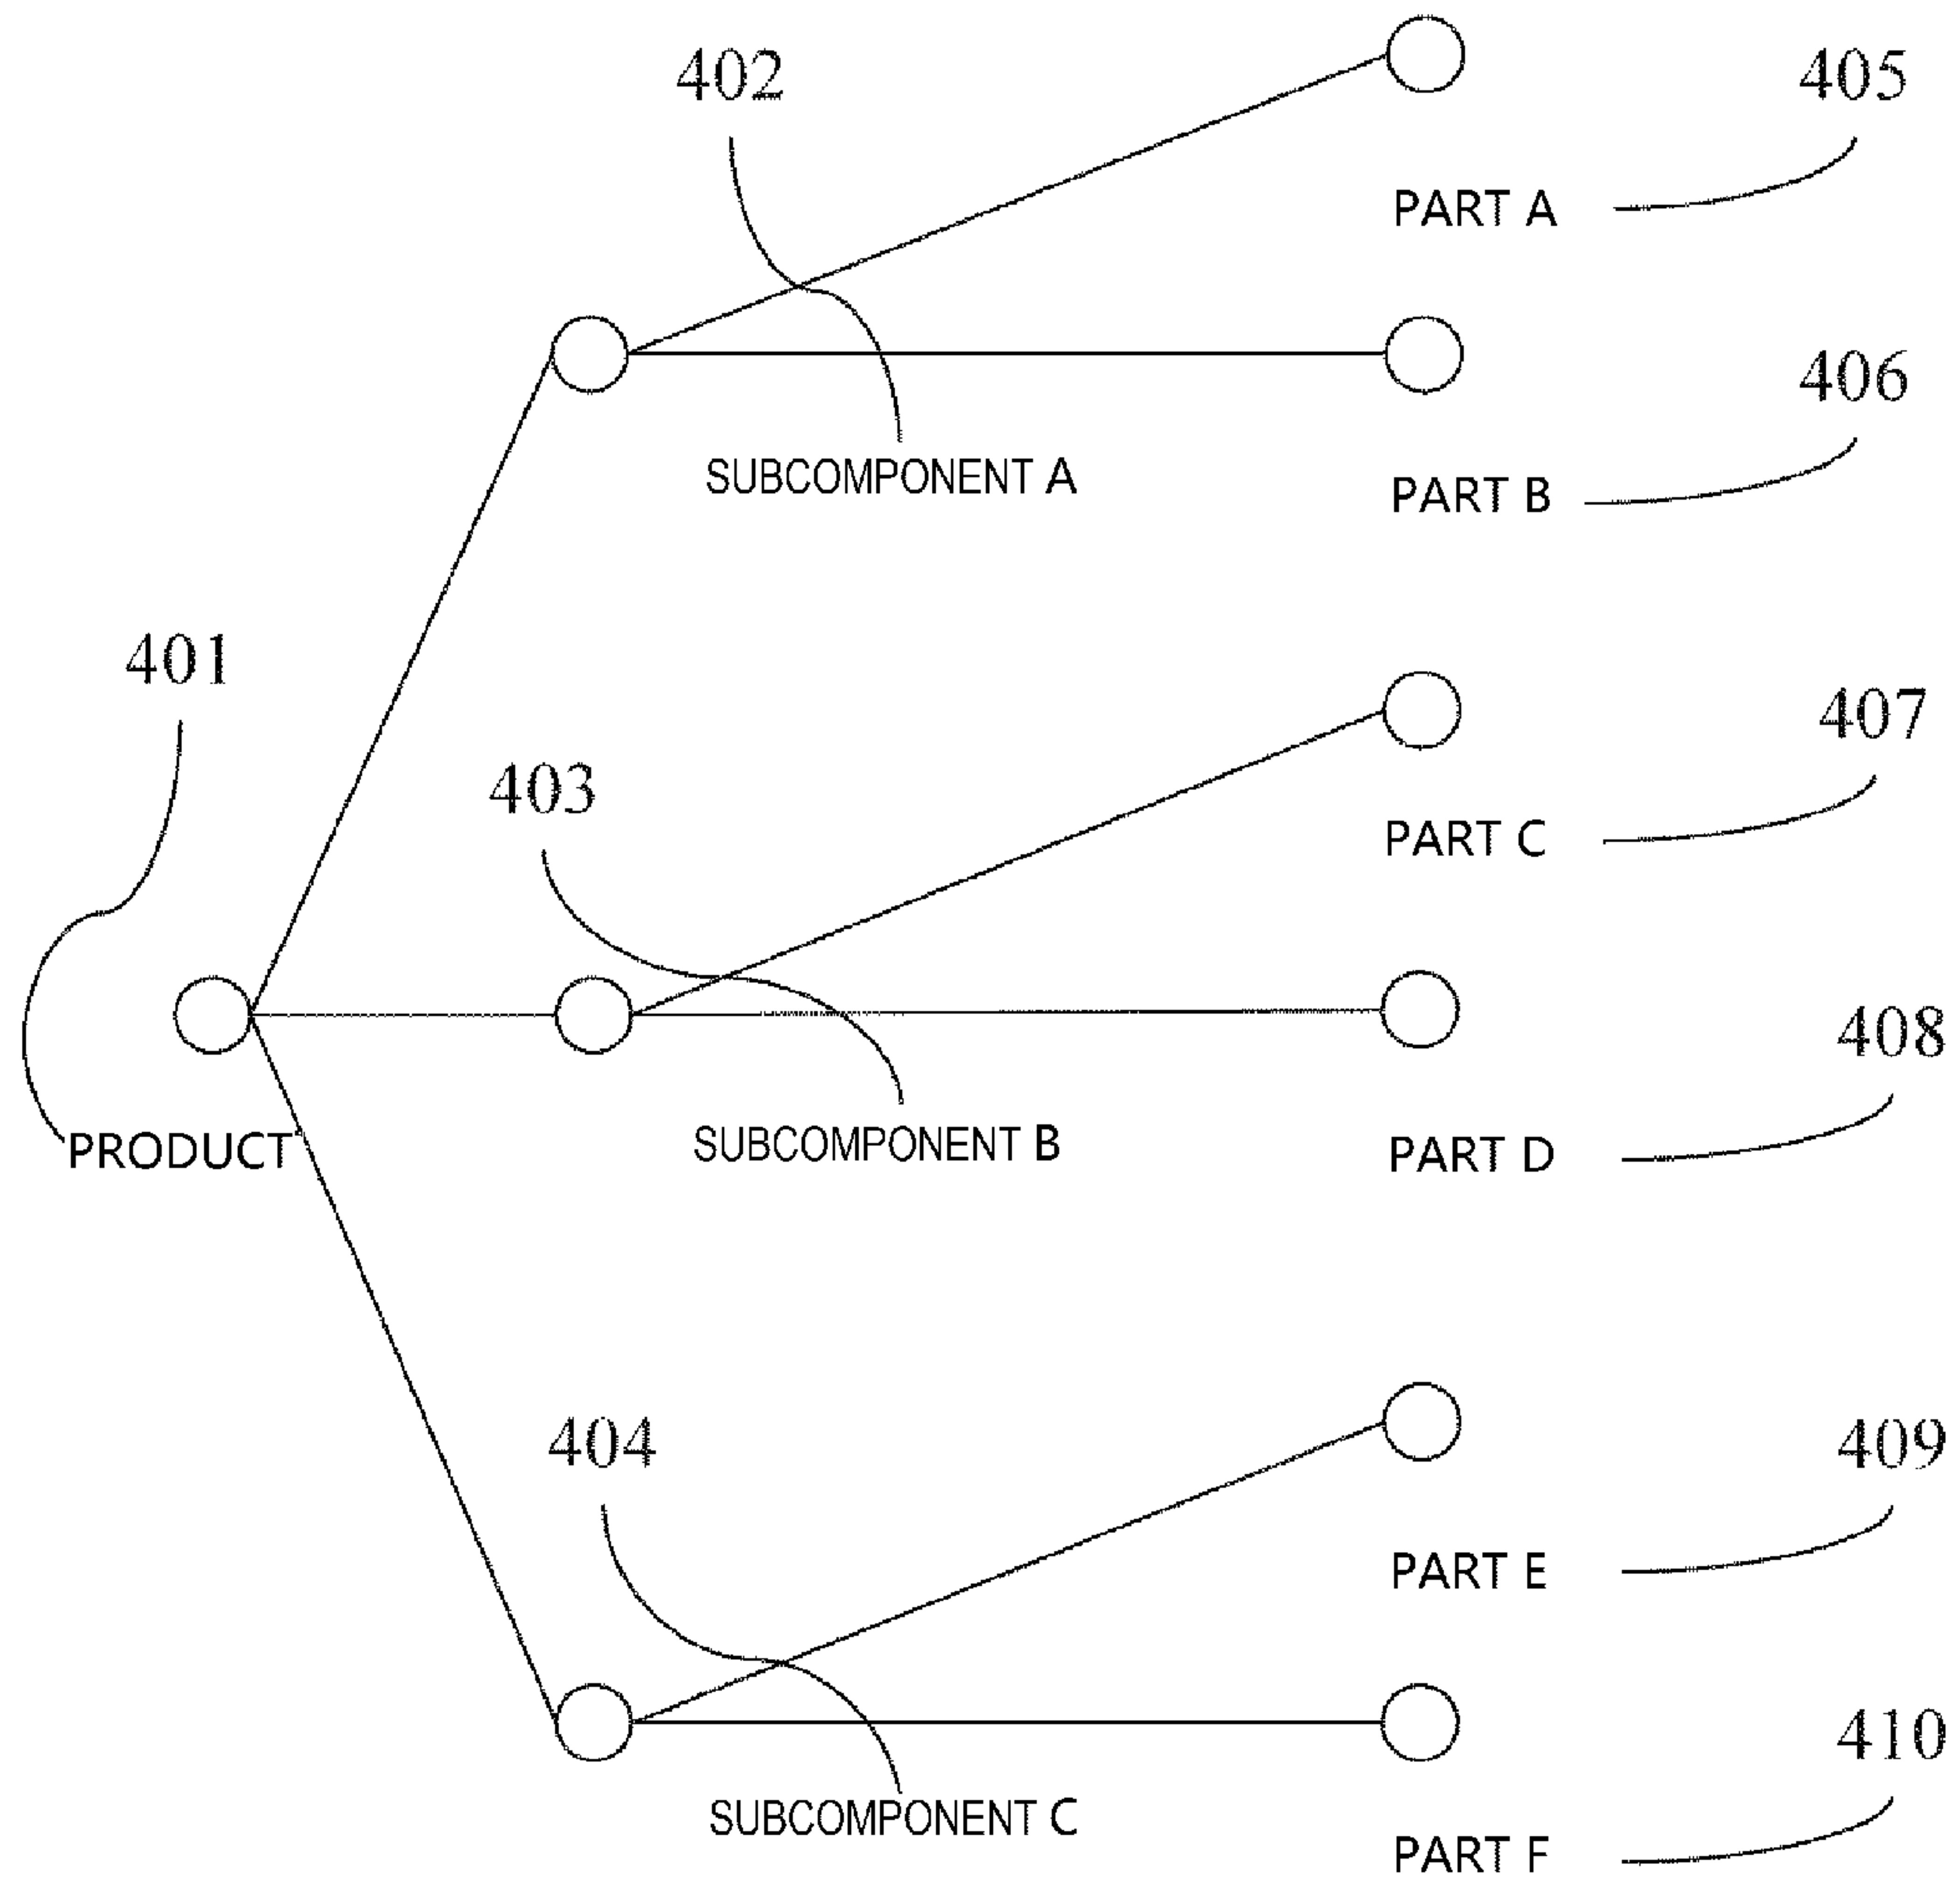 402
405
PART A
406
SUBCOMPONENT A
PART B
401
407
403
PART C
408
PRODUCT
SUBCOMPONENT B
PART D
404
409
PART E
410
SUBCOMPONENT C
PART F